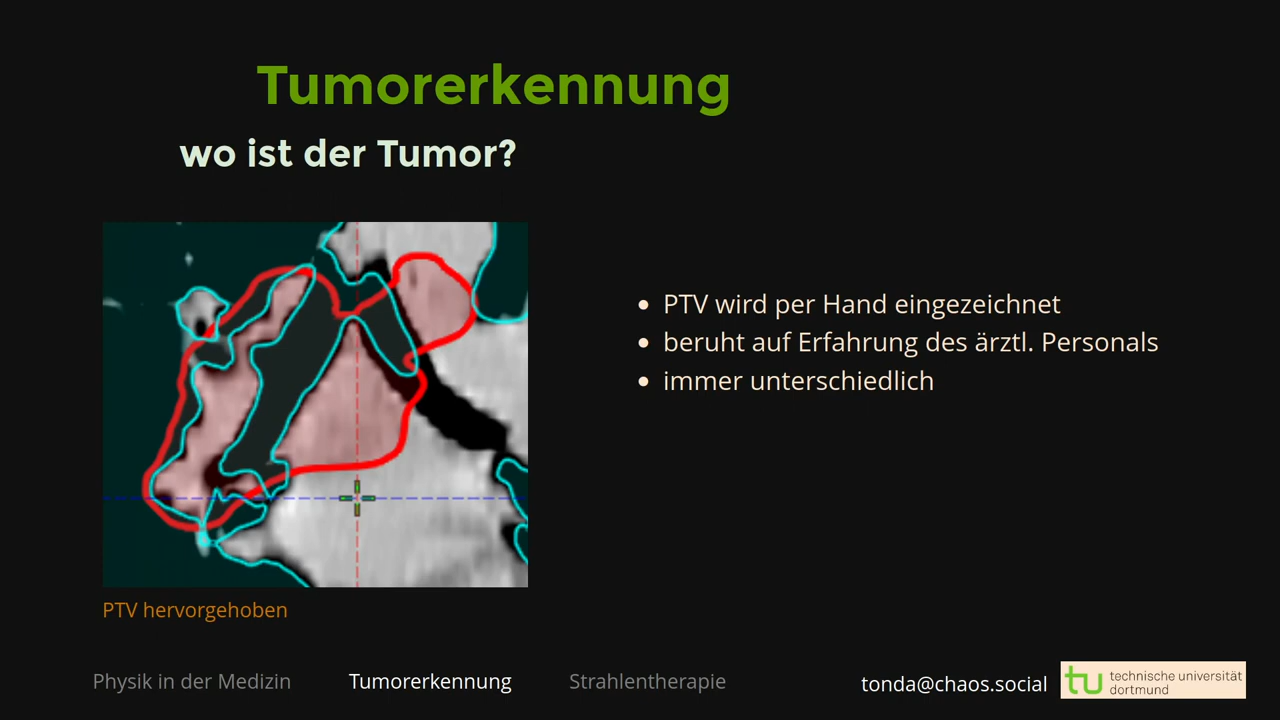 Tumorerkennung
wo ist der Tumor?
• PTV wird per Hand eingezeichnet
• beruht auf Erfahrung des ärztl. Personals
• immer unterschiedlich
PTV hervorgehoben
Physik in der Medizin Tumorerkennung Strahlentherapie tonda@chaos.social
tu technische universität
dortmund